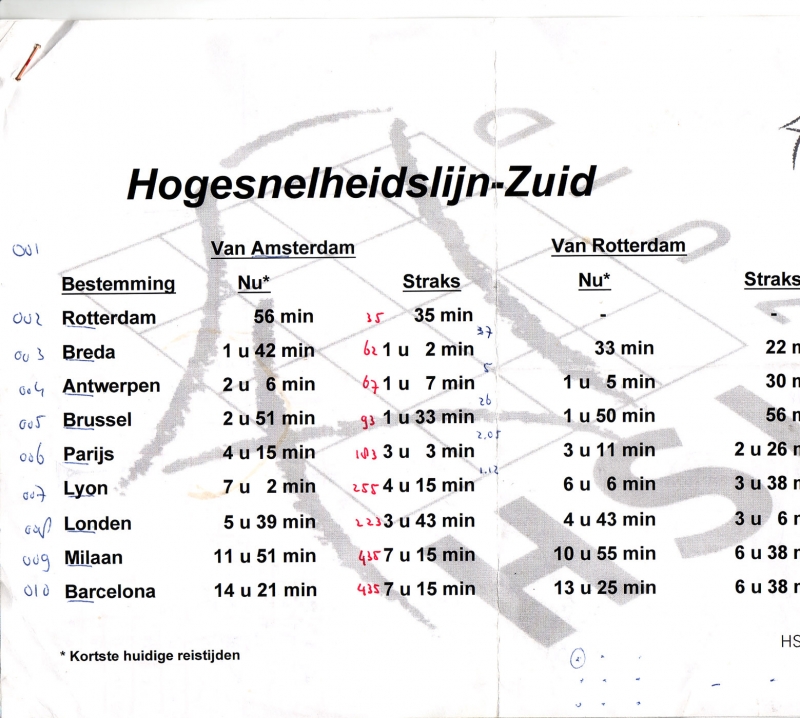 Hogesnelheidslijn-Zuid
001 Van Amsterdam Van Rotterdam
Bestemming Nu* Straks Nu* Straks
002 Rotterdam 56 min 35 35 min - -
37
003 Breda 1 u 42 min 62 1 u 2 min 33 min 22 m
5
004 Antwerpen 2 u 6 min 67 1 u 7 min 1 u 5 min 30 m
26
005 Brussel 2 u 51 min 93 1 u 33 min 1 u 50 min 56 m
2.05
006 Parijs 4 u 15 min 183 3 u 3 min 3 u 11 min 2 u 26 m
1.12
007 Lyon 7 u 2 min 255 4 u 15 min 6 u 6 min 3 u 38 m
008 Londen 5 u 39 min 223 3 u 43 min 4 u 43 min 3 u 6 m
009 Milaan 11 u 51 min 435 7 u 15 min 10 u 55 min 6 u 38 m
010 Barcelona 14 u 21 min 435 7 u 15 min 13 u 25 min 6 u 38 m
HS
* Kortste huidige reistijden
HSL
ZUID